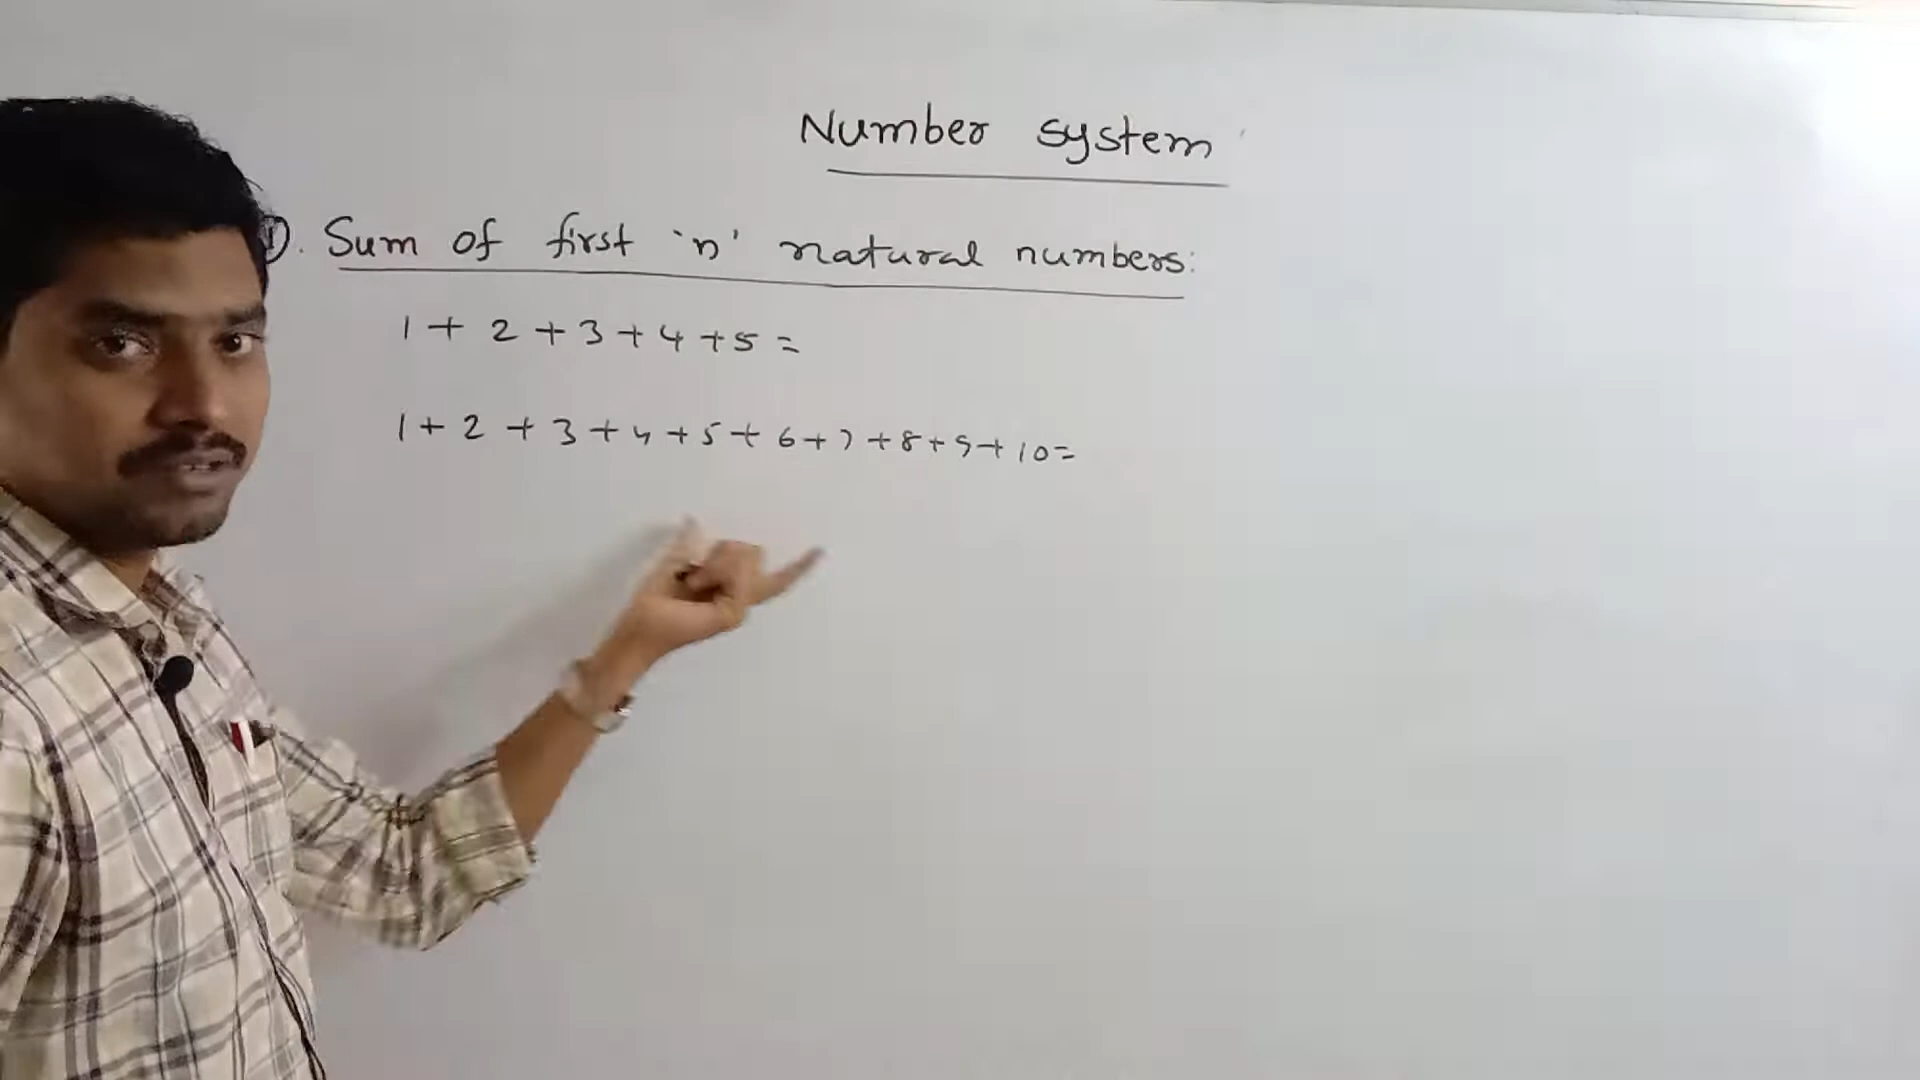 Number system
1). Sum of first 'n' natural numbers:
1 + 2 + 3 + 4 + 5 =
1 + 2 + 3 + 4 + 5 + 6 + 7 + 8 + 9 + 10 =